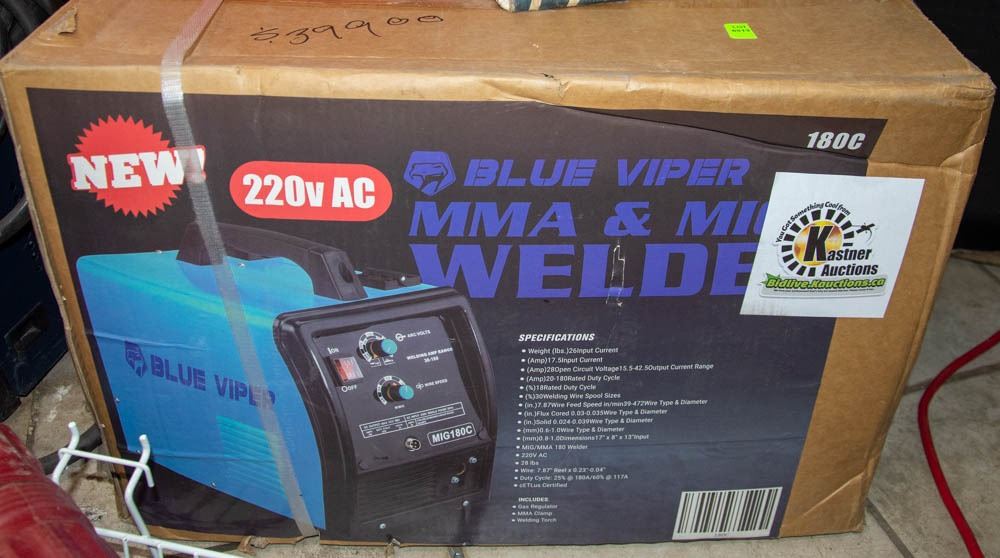 $399.00
180C
NEW!
220v AC
BLUE VIPER
MMA & MIG
WELDE
You Got Something Cool from
Kastner
Auctions
Bidlive.Kauctions.ca
ON
OFF
ARC VOLTS
WELDING AMP RANGE
30-180
WIRE SPEED
BLUE VIPER
MIG180C
SPECIFICATIONS
• Weight (lbs.)26Input Current
• (Amp)17.5Input Current
• (Amp)28Open Circuit Voltage15.5-42.5Output Current Range
• (Amp)20-180Rated Duty Cycle
• (%)18Rated Duty Cycle
• (%)30Welding Wire Spool Sizes
• (in.)7.87Wire Feed Speed in/min39-472Wire Type & Diameter
• (in.)Flux Cored 0.03-0.035Wire Type & Diameter
• (in.)Solid 0.024-0.039Wire Type & Diameter
• (mm)0.6-1.0Wire Type & Diameter
• (mm)0.8-1.0Dimensions17" x 8" x 13"Input
• MIG/MMA 180 Welder
• 220V AC
• 28 lbs
• Wire: 7.87" Reel x 0.23"-0.04"
• Duty Cycle: 25% @ 180A/60% @ 117A
• cETLus Certified
INCLUDES:
• Gas Regulator
• MMA Clamp
• Welding Torch
180C